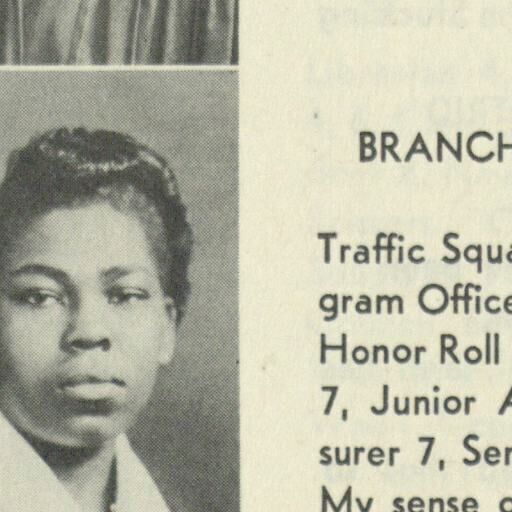 BRANCH
Traffic Squa
gram Office
Honor Roll
7, Junior A
surer 7, Sen
My sense o